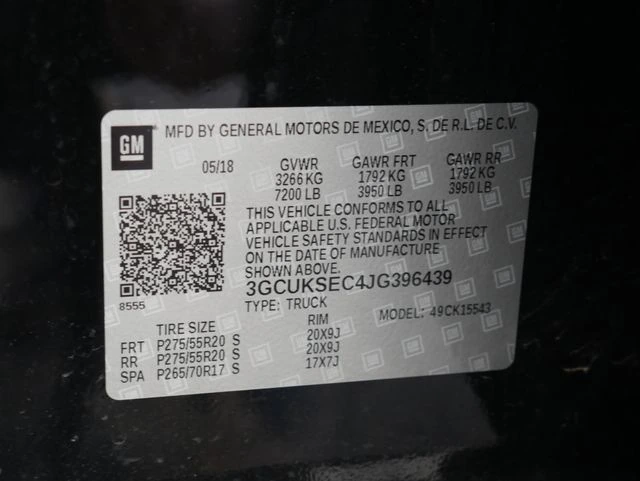 GM
MFD BY GENERAL MOTORS DE MEXICO, S. DE R.L. DE C.V.
05/18 GVWR GAWR FRT GAWR RR
3266 KG 1792 KG 1792 KG
7200 LB 3950 LB 3950 LB
THIS VEHICLE CONFORMS TO ALL
APPLICABLE U.S. FEDERAL MOTOR
VEHICLE SAFETY STANDARDS IN EFFECT
ON THE DATE OF MANUFACTURE
SHOWN ABOVE.
3GCUKSEC4JG396439
8555
TYPE: TRUCK MODEL: 49CK15543
TIRE SIZE RIM
FRT P275/55R20 S 20X9J
RR P275/55R20 S 20X9J
SPA P265/70R17 S 17X7J